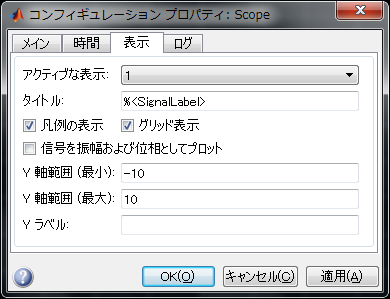 コンフィギュレーション プロパティ: Scope
メイン 時間 表示 ログ
アクティブな表示: 1
タイトル: %<SignalLabel>
凡例の表示 グリッド表示
信号を振幅および位相としてプロット
Y 軸範囲 (最小): -10
Y 軸範囲 (最大): 10
Y ラベル:
OK(O) キャンセル(C) 適用(A)